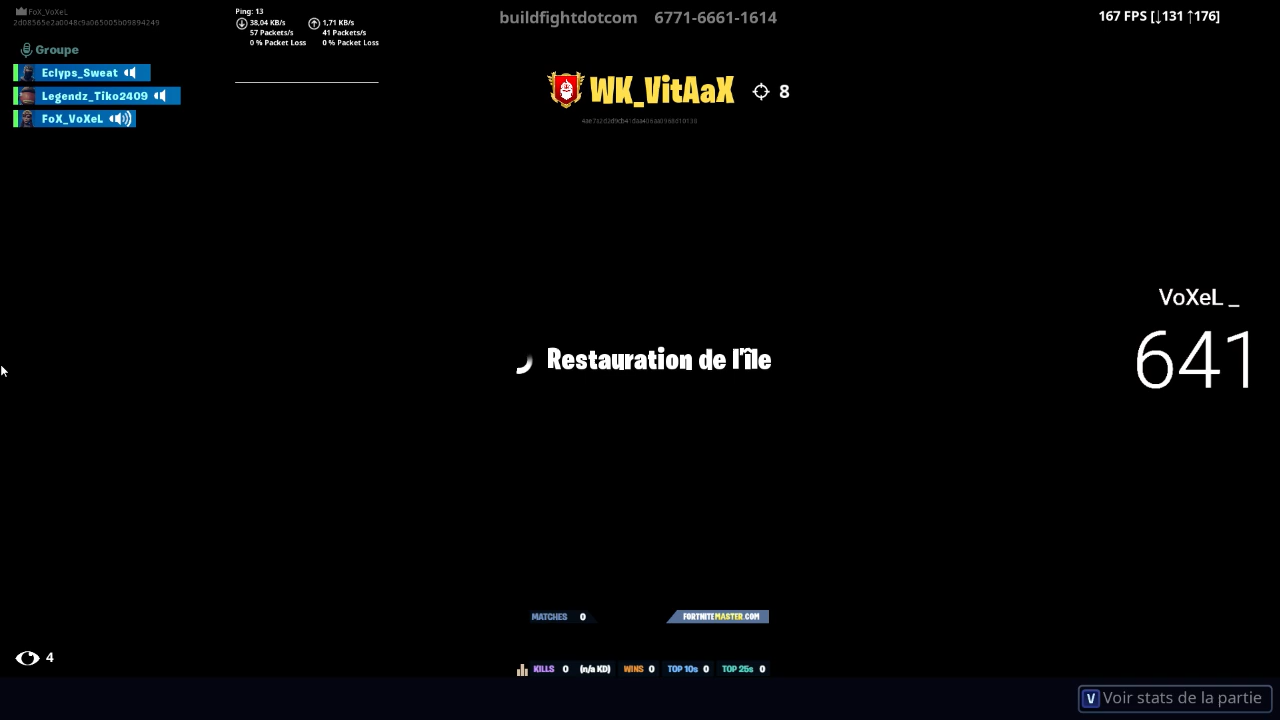 FoX_VoXeL
2d08565e2a0048c9a065005b09894249
Groupe
Eclyps_Sweat
Legendz_Tiko2409
FoX_VoXeL
Ping: 13
38,04 KB/s 1,71 KB/s
57 Packets/s 41 Packets/s
0 % Packet Loss 0 % Packet Loss
buildfightdotcom 6771-6661-1614
167 FPS [↓131 ↑176]
WK_VitAaX 8
VoXeL _
641
Restauration de l'île
MATCHES 0
FORTNITEMASTER.COM
4
KILLS 0 (n/a KD) WINS 0 TOP 10s 0 TOP 25s 0
V Voir stats de la partie